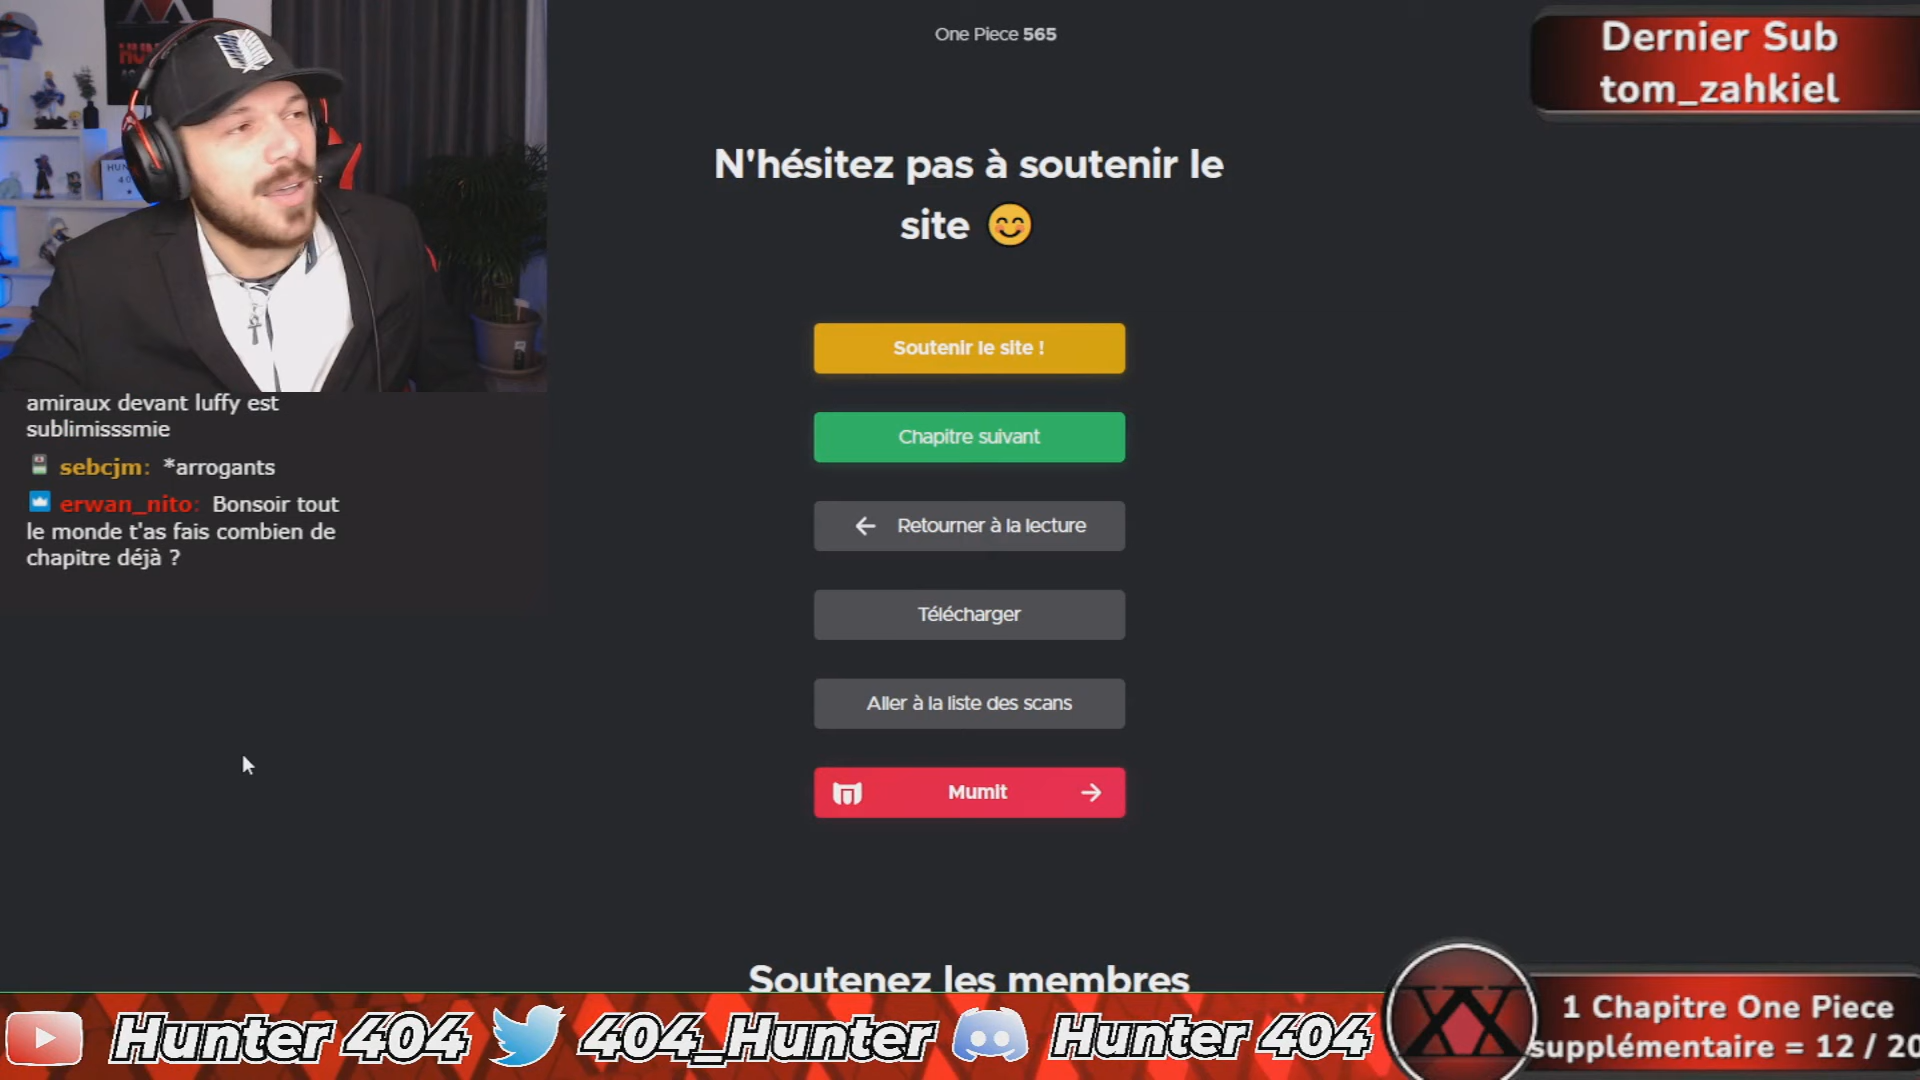 One Piece 565
Dernier Sub
tom_zahkiel
N'hésitez pas à soutenir le
site 😊
Soutenir le site !
Chapitre suivant
← Retourner à la lecture
Télécharger
Aller à la liste des scans
Mumit →
Soutenez les membres
amiraux devant luffy est
sublimisssmie
sebcjm: *arrogants
erwan_nito: Bonsoir tout
le monde t'as fais combien de
chapitre déjà ?
Hunter 404
404_Hunter
Hunter 404
1 Chapitre One Piece
supplémentaire = 12 / 20